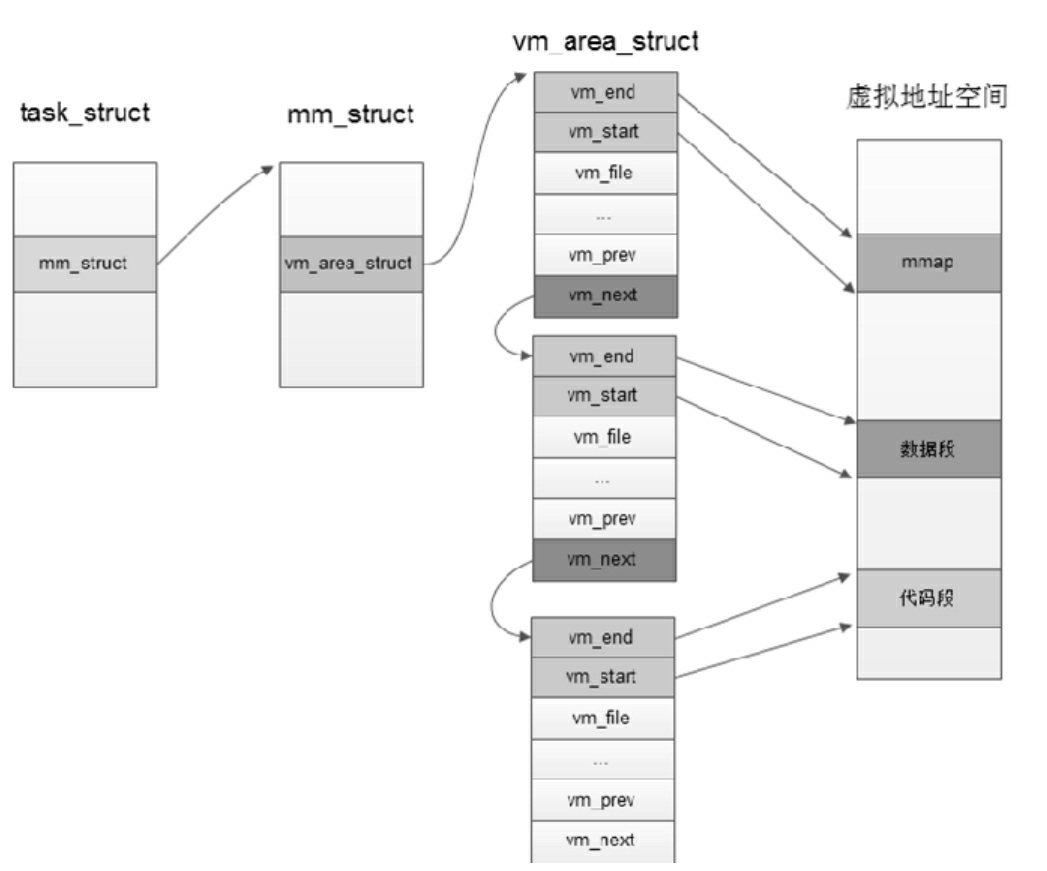 task_struct
mm_struct
mm_struct
vm_area_struct
vm_area_struct
vm_end
vm_start
vm_file
...
vm_prev
vm_next
vm_end
vm_start
vm_file
...
vm_prev
vm_next
vm_end
vm_start
vm_file
...
vm_prev
vm_next
虚拟地址空间
mmap
数据段
代码段